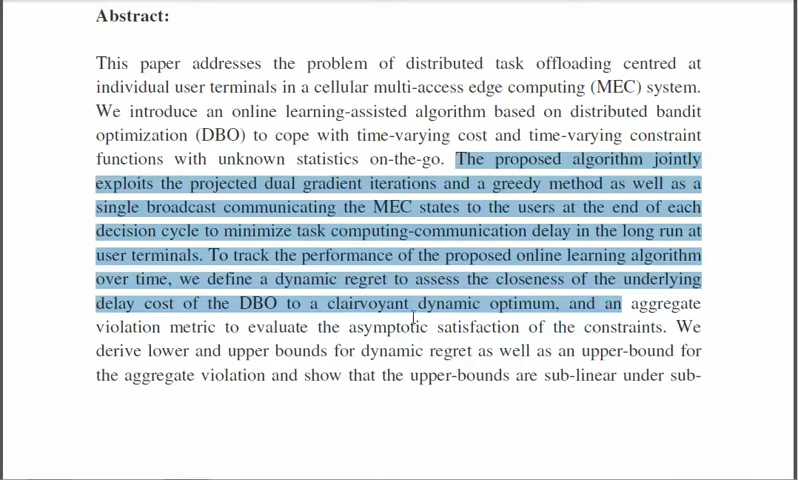 Abstract:
This paper addresses the problem of distributed task offloading centred at
individual user terminals in a cellular multi-access edge computing (MEC) system.
We introduce an online learning-assisted algorithm based on distributed bandit
optimization (DBO) to cope with time-varying cost and time-varying constraint
functions with unknown statistics on-the-go. The proposed algorithm jointly
exploits the projected dual gradient iterations and a greedy method as well as a
single broadcast communicating the MEC states to the users at the end of each
decision cycle to minimize task computing-communication delay in the long run at
user terminals. To track the performance of the proposed online learning algorithm
over time, we define a dynamic regret to assess the closeness of the underlying
delay cost of the DBO to a clairvoyant dynamic optimum, and an aggregate
violation metric to evaluate the asymptotic satisfaction of the constraints. We
derive lower and upper bounds for dynamic regret as well as an upper-bound for
the aggregate violation and show that the upper-bounds are sub-linear under sub-